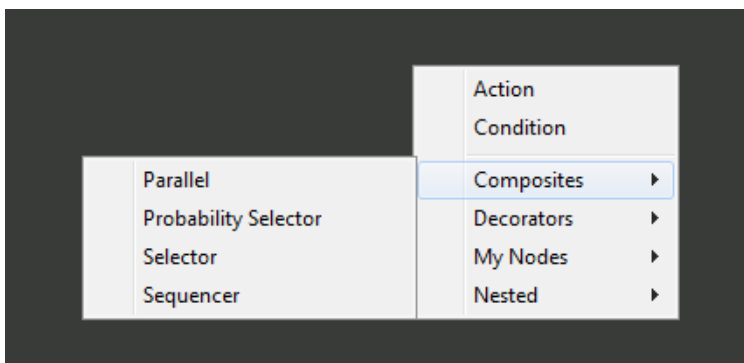 Action
Condition
Composites
Decorators
My Nodes
Nested
Parallel
Probability Selector
Selector
Sequencer